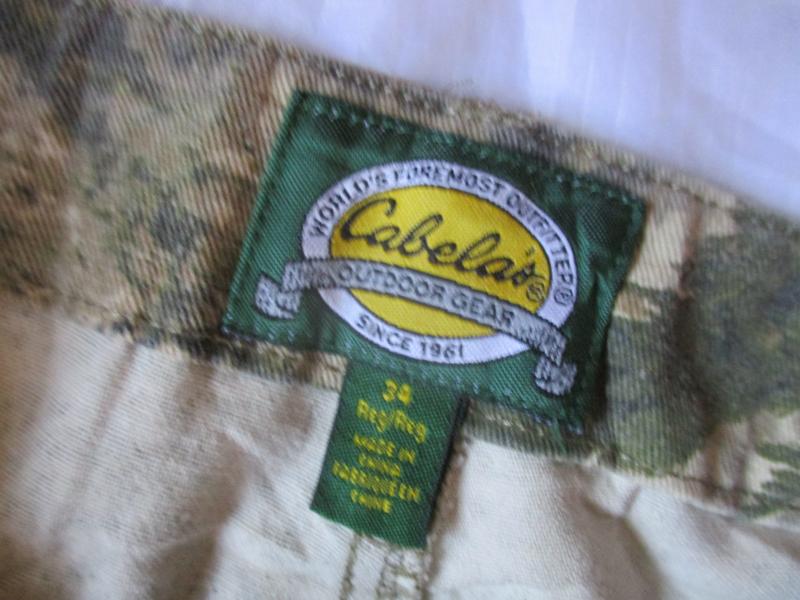 WORLD'S FOREMOST OUTFITTER®
Cabela's®
OUTDOOR GEAR
SINCE 1961
34
Reg/Reg
MADE IN
CHINA
FABRIQUÉ EN
CHINE